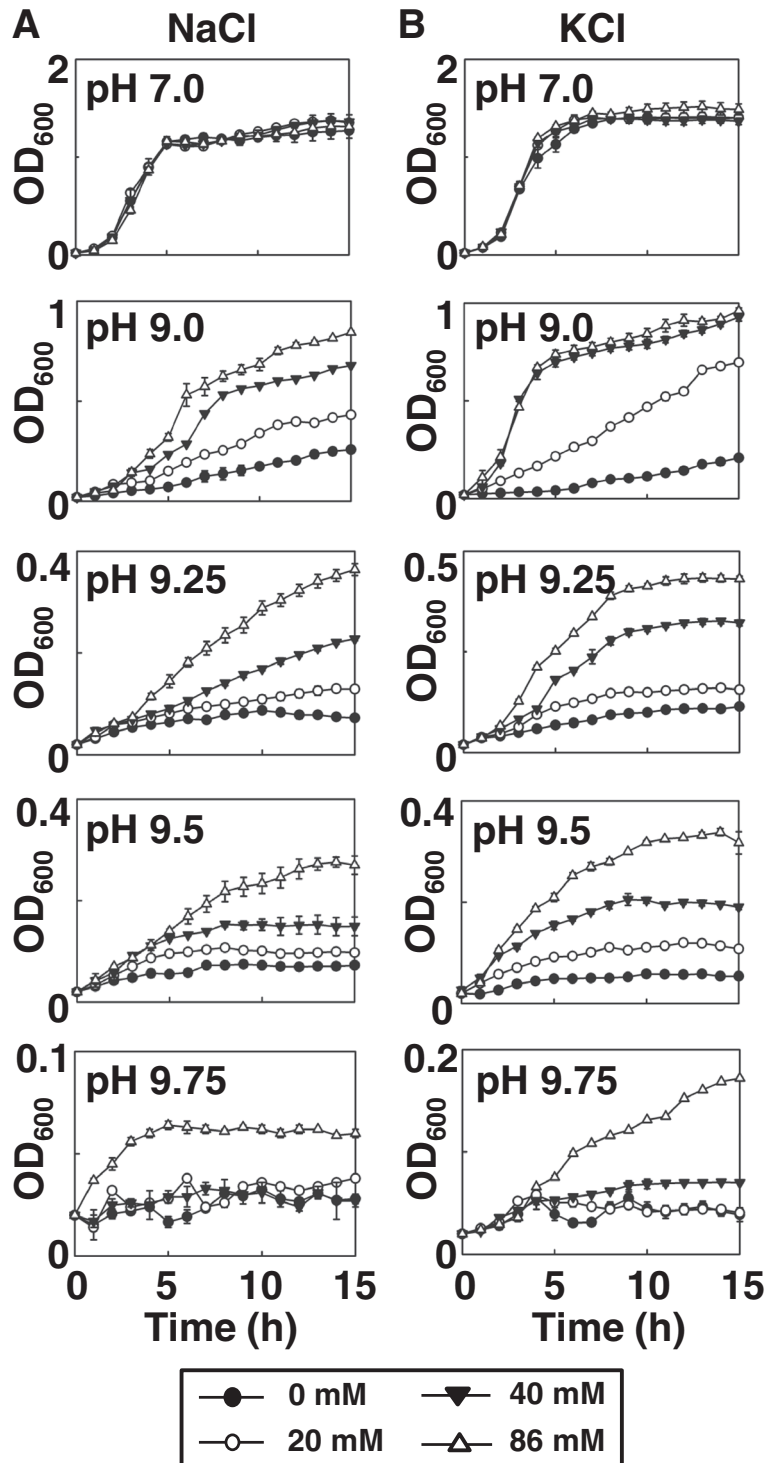 A NaCl B KCl
2 pH 7.0 OD600 0
pH 7.0 OD600 0
1 pH 9.0 OD600 0
1 pH 9.0 OD600 0
0.4 pH 9.25 OD600 0
0.5 pH 9.25 OD600 0
0.4 pH 9.5 OD600 0
0.4 pH 9.5 OD600 0
0.1 pH 9.75 OD600 0
0.2 pH 9.75 OD600 0
0 5 10 15 0 5 10 15
Time (h) Time (h)
0 mM 40 mM
20 mM 86 mM